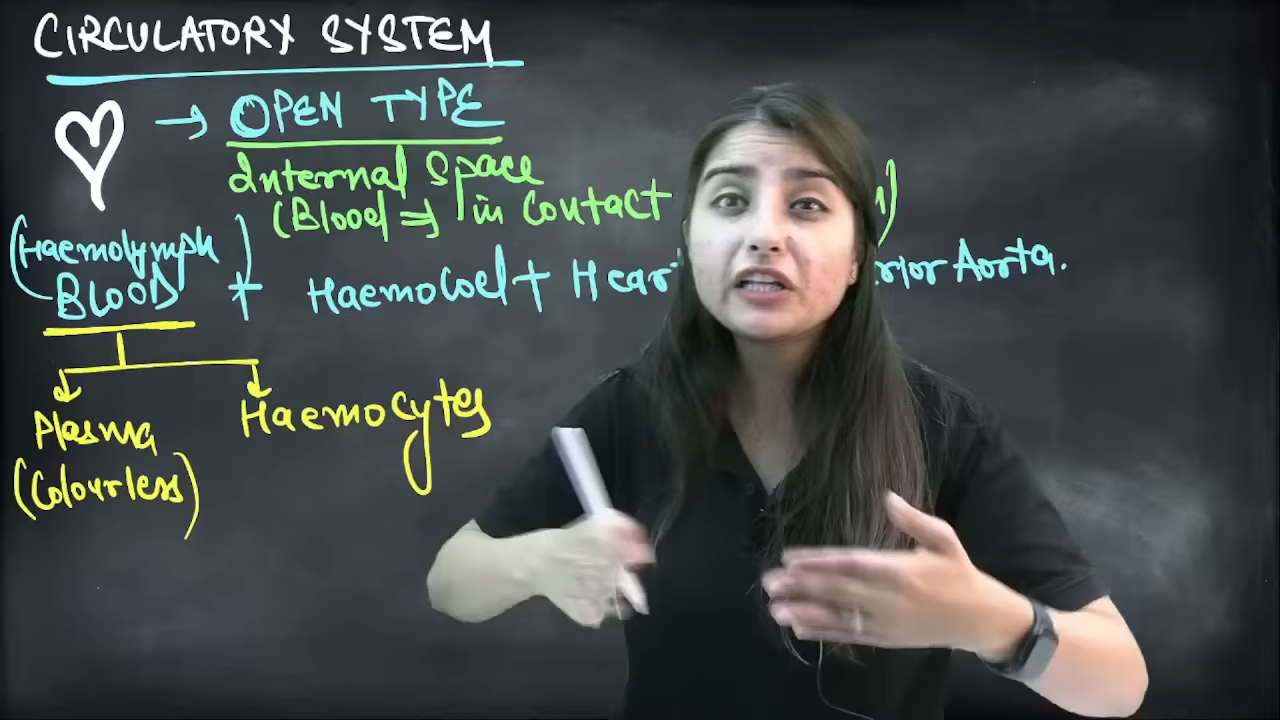 CIRCULATORY SYSTEM
→ OPEN TYPE
Internal Space
(Blood ⇒ in contact
(Haemolymph)
BLOOD + Haemocoel + Hear rior Aorta.
Plasma Haemocytes
(Colourless)